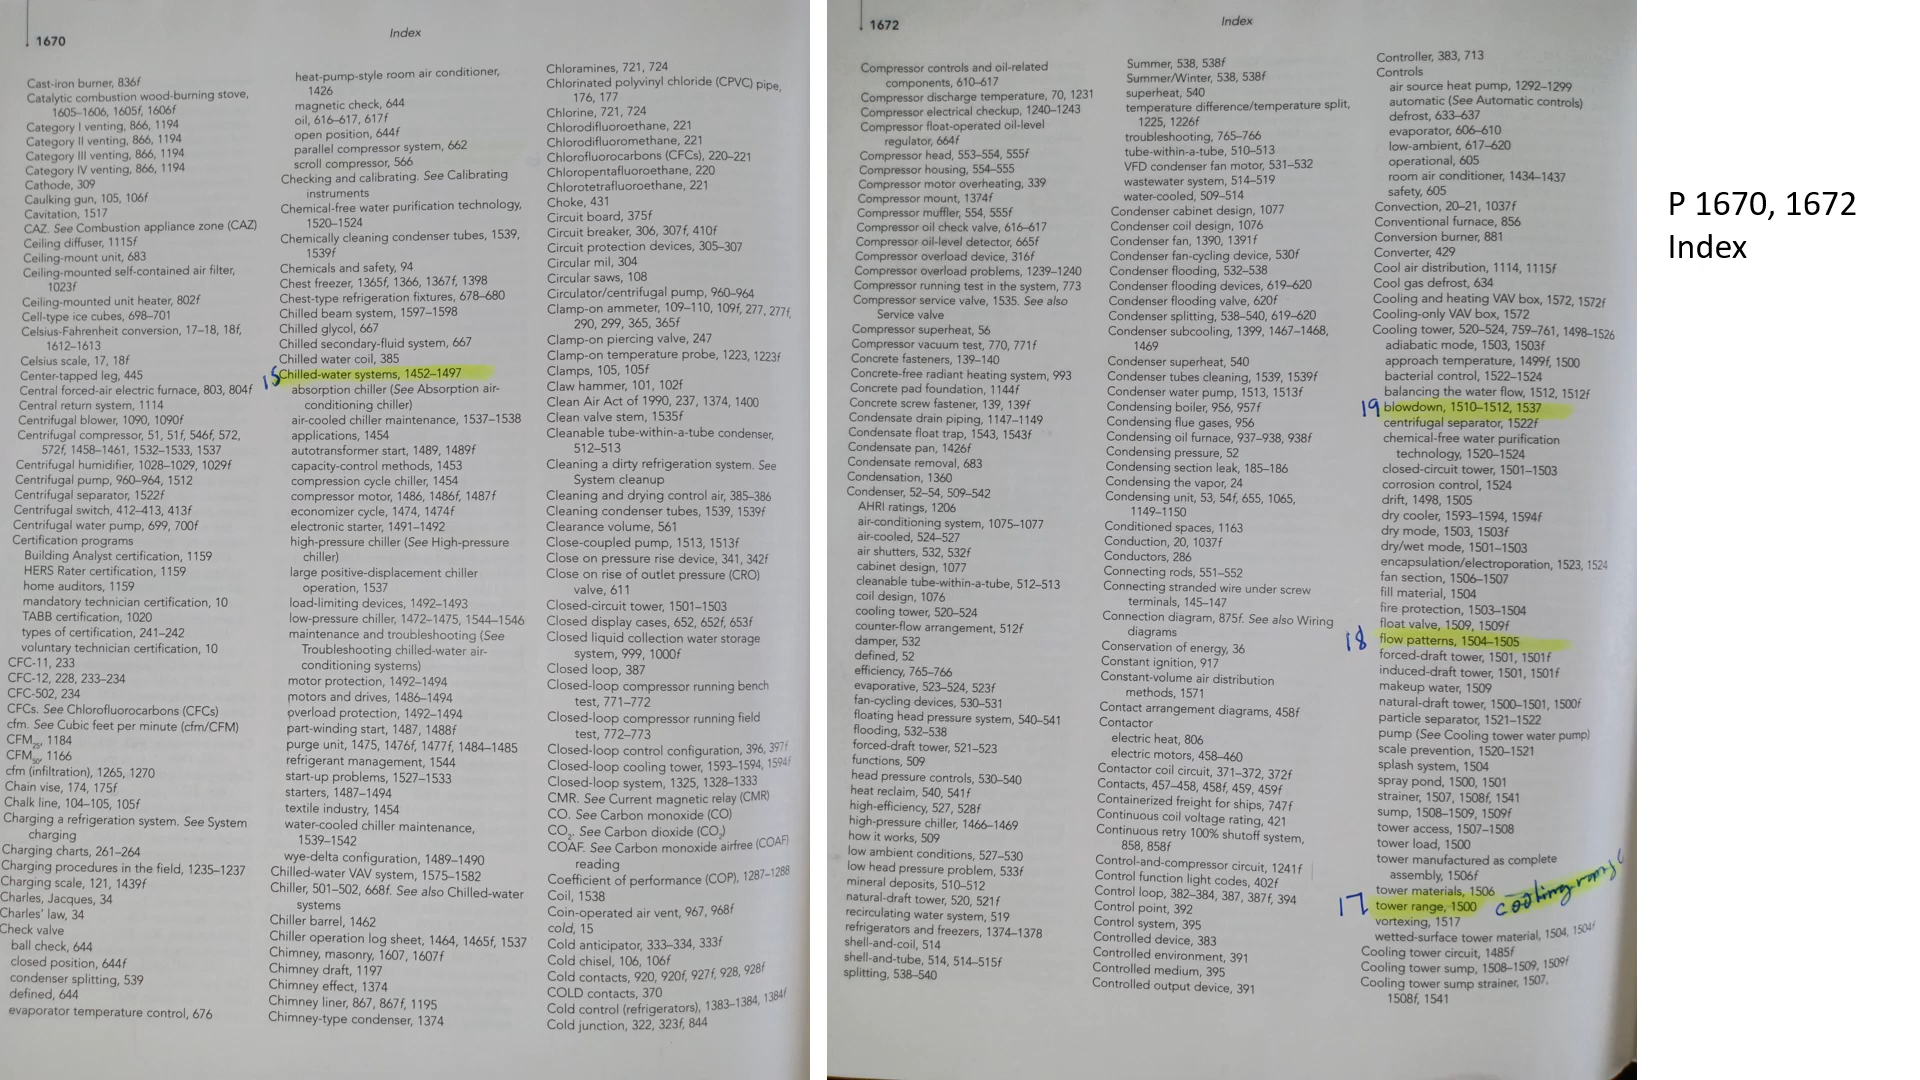 1670
Index
Cast-iron burner, 836f
Catalytic combustion wood-burning stove,
1605–1606, 1605f, 1606f
Category I venting, 866, 1194
Category II venting, 866, 1194
Category III venting, 866, 1194
Category IV venting, 866, 1194
Cathode, 309
Caulking gun, 105, 106f
Cavitation, 1517
CAZ. See Combustion appliance zone (CAZ)
Ceiling diffuser, 1115f
Ceiling-mount unit, 683
Ceiling-mounted self-contained air filter,
1023f
Ceiling-mounted unit heater, 802f
Cell-type ice cubes, 698–701
Celsius-Fahrenheit conversion, 17–18, 18f,
1612–1613
Celsius scale, 17, 18f
Center-tapped leg, 445
Central forced-air electric furnace, 803, 804f
Central return system, 1114
Centrifugal blower, 1090, 1090f
Centrifugal compressor, 51, 51f, 546f, 572,
572f, 1458–1461, 1532–1533, 1537
Centrifugal humidifier, 1028–1029, 1029f
Centrifugal pump, 960–964, 1512
Centrifugal separator, 1522f
Centrifugal switch, 412–413, 413f
Centrifugal water pump, 699, 700f
Certification programs
Building Analyst certification, 1159
HERS Rater certification, 1159
home auditors, 1159
mandatory technician certification, 10
TABB certification, 1020
types of certification, 241–242
voluntary technician certification, 10
CFC-11, 233
CFC-12, 228, 233–234
CFC-502, 234
CFCs. See Chlorofluorocarbons (CFCs)
cfm. See Cubic feet per minute (cfm/CFM)
CFM25, 1184
CFM50, 1166
cfm (infiltration), 1265, 1270
Chain vise, 174, 175f
Chalk line, 104–105, 105f
Charging a refrigeration system. See System
charging
Charging charts, 261–264
Charging procedures in the field, 1235–1237
Charging scale, 121, 1439f
Charles, Jacques, 34
Charles' law, 34
Check valve
ball check, 644
closed position, 644f
condenser splitting, 539
defined, 644
evaporator temperature control, 676
heat-pump-style room air conditioner,
1426
magnetic check, 644
oil, 616–617, 617f
open position, 644f
parallel compressor system, 662
scroll compressor, 566
Checking and calibrating. See Calibrating
instruments
Chemical-free water purification technology,
1520–1524
Chemically cleaning condenser tubes, 1539,
1539f
Chemicals and safety, 94
Chest freezer, 1365f, 1366, 1367f, 1398
Chest-type refrigeration fixtures, 678–680
Chilled beam system, 1597–1598
Chilled glycol, 667
Chilled secondary-fluid system, 667
Chilled water coil, 385
15 Chilled-water systems, 1452–1497
absorption chiller (See Absorption air-
conditioning chiller)
air-cooled chiller maintenance, 1537–1538
applications, 1454
autotransformer start, 1489, 1489f
capacity-control methods, 1453
compression cycle chiller, 1454
compressor motor, 1486, 1486f, 1487f
economizer cycle, 1474, 1474f
electronic starter, 1491–1492
high-pressure chiller (See High-pressure
chiller)
large positive-displacement chiller
operation, 1537
load-limiting devices, 1492–1493
low-pressure chiller, 1472–1475, 1544–1546
maintenance and troubleshooting (See
Troubleshooting chilled-water air-
conditioning systems)
motor protection, 1492–1494
motors and drives, 1486–1494
overload protection, 1492–1494
part-winding start, 1487, 1488f
purge unit, 1475, 1476f, 1477f, 1484–1485
refrigerant management, 1544
start-up problems, 1527–1533
starters, 1487–1494
textile industry, 1454
water-cooled chiller maintenance,
1539–1542
wye-delta configuration, 1489–1490
Chilled-water VAV system, 1575–1582
Chiller, 501–502, 668f. See also Chilled-water
systems
Chiller barrel, 1462
Chiller operation log sheet, 1464, 1465f, 1537
Chimney, masonry, 1607, 1607f
Chimney draft, 1197
Chimney effect, 1374
Chimney liner, 867, 867f, 1195
Chimney-type condenser, 1374
Chloramines, 721, 724
Chlorinated polyvinyl chloride (CPVC) pipe,
176, 177
Chlorine, 721, 724
Chlorodifluoroethane, 221
Chlorodifluoromethane, 221
Chlorofluorocarbons (CFCs), 220–221
Chloropentafluoroethane, 220
Chlorotetrafluoroethane, 221
Choke, 431
Circuit board, 375f
Circuit breaker, 306, 307f, 410f
Circuit protection devices, 305–307
Circular mil, 304
Circular saws, 108
Circulator/centrifugal pump, 960–964
Clamp-on ammeter, 109–110, 109f, 277, 277f,
290, 299, 365, 365f
Clamp-on piercing valve, 247
Clamp-on temperature probe, 1223, 1223f
Clamps, 105, 105f
Claw hammer, 101, 102f
Clean Air Act of 1990, 237, 1374, 1400
Clean valve stem, 1535f
Cleanable tube-within-a-tube condenser,
512–513
Cleaning a dirty refrigeration system. See
System cleanup
Cleaning and drying control air, 385–386
Cleaning condenser tubes, 1539, 1539f
Clearance volume, 561
Close-coupled pump, 1513, 1513f
Close on pressure rise device, 341, 342f
Close on rise of outlet pressure (CRO)
valve, 611
Closed-circuit tower, 1501–1503
Closed display cases, 652, 652f, 653f
Closed liquid collection water storage
system, 999, 1000f
Closed loop, 387
Closed-loop compressor running bench
test, 771–772
Closed-loop compressor running field
test, 772–773
Closed-loop control configuration, 396, 397f
Closed-loop cooling tower, 1593–1594, 1594f
Closed-loop system, 1325, 1328–1333
CMR. See Current magnetic relay (CMR)
CO. See Carbon monoxide (CO)
CO2. See Carbon dioxide (CO2)
COAF. See Carbon monoxide airfree (COAF)
reading
Coefficient of performance (COP), 1287–1288
Coil, 1538
Coin-operated air vent, 967, 968f
cold, 15
Cold anticipator, 333–334, 333f
Cold chisel, 106, 106f
Cold contacts, 920, 920f, 927f, 928, 928f
COLD contacts, 370
Cold control (refrigerators), 1383–1384, 1384f
Cold junction, 322, 323f, 844
1672
Index
Compressor controls and oil-related
components, 610–617
Compressor discharge temperature, 70, 1231
Compressor electrical checkup, 1240–1243
Compressor float-operated oil-level
regulator, 664f
Compressor head, 553–554, 555f
Compressor housing, 554–555
Compressor motor overheating, 339
Compressor mount, 1374f
Compressor muffler, 554, 555f
Compressor oil check valve, 616–617
Compressor oil-level detector, 665f
Compressor overload device, 316f
Compressor overload problems, 1239–1240
Compressor running test in the system, 773
Compressor service valve, 1535. See also
Service valve
Compressor superheat, 56
Compressor vacuum test, 770, 771f
Concrete fasteners, 139–140
Concrete-free radiant heating system, 993
Concrete pad foundation, 1144f
Concrete screw fastener, 139, 139f
Condensate drain piping, 1147–1149
Condensate float trap, 1543, 1543f
Condensate pan, 1426f
Condensate removal, 683
Condensation, 1360
Condenser, 52–54, 509–542
AHRI ratings, 1206
air-conditioning system, 1075–1077
air-cooled, 524–527
air shutters, 532, 532f
cabinet design, 1077
cleanable tube-within-a-tube, 512–513
coil design, 1076
cooling tower, 520–524
counter-flow arrangement, 512f
damper, 532
defined, 52
efficiency, 765–766
evaporative, 523–524, 523f
fan-cycling devices, 530–531
floating head pressure system, 540–541
flooding, 532–538
forced-draft tower, 521–523
functions, 509
head pressure controls, 530–540
heat reclaim, 540, 541f
high-efficiency, 527, 528f
high-pressure chiller, 1466–1469
how it works, 509
low ambient conditions, 527–530
low head pressure problem, 533f
mineral deposits, 510–512
natural-draft tower, 520, 521f
recirculating water system, 519
refrigerators and freezers, 1374–1378
shell-and-coil, 514
shell-and-tube, 514, 514–515f
splitting, 538–540
Summer, 538, 538f
Summer/Winter, 538, 538f
superheat, 540
temperature difference/temperature split,
1225, 1226f
troubleshooting, 765–766
tube-within-a-tube, 510–513
VFD condenser fan motor, 531–532
wastewater system, 514–519
water-cooled, 509–514
Condenser cabinet design, 1077
Condenser coil design, 1076
Condenser fan, 1390, 1391f
Condenser fan-cycling device, 530f
Condenser flooding, 532–538
Condenser flooding devices, 619–620
Condenser flooding valve, 620f
Condenser splitting, 538–540, 619–620
Condenser subcooling, 1399, 1467–1468,
1469
Condenser superheat, 540
Condenser tubes cleaning, 1539, 1539f
Condenser water pump, 1513, 1513f
Condensing boiler, 956, 957f
Condensing flue gases, 956
Condensing oil furnace, 937–938, 938f
Condensing pressure, 52
Condensing section leak, 185–186
Condensing the vapor, 24
Condensing unit, 53, 54f, 655, 1065,
1149–1150
Conditioned spaces, 1163
Conduction, 20, 1037f
Conductors, 286
Connecting rods, 551–552
Connecting stranded wire under screw
terminals, 145–147
Connection diagram, 875f. See also Wiring
diagrams
Conservation of energy, 36
Constant ignition, 917
Constant-volume air distribution
methods, 1571
Contact arrangement diagrams, 458f
Contactor
electric heat, 806
electric motors, 458–460
Contactor coil circuit, 371–372, 372f
Contacts, 457–458, 458f, 459, 459f
Containerized freight for ships, 747f
Continuous coil voltage rating, 421
Continuous retry 100% shutoff system,
858, 858f
Control-and-compressor circuit, 1241f
Control function light codes, 402f
Control loop, 382–384, 387, 387f, 394
Control point, 392
Control system, 395
Controlled device, 383
Controlled environment, 391
Controlled medium, 395
Controlled output device, 391
Controller, 383, 713
Controls
air source heat pump, 1292–1299
automatic (See Automatic controls)
defrost, 633–637
evaporator, 606–610
low-ambient, 617–620
operational, 605
room air conditioner, 1434–1437
safety, 605
Convection, 20–21, 1037f
Conventional furnace, 856
Conversion burner, 881
Converter, 429
Cool air distribution, 1114, 1115f
Cool gas defrost, 634
Cooling and heating VAV box, 1572, 1572f
Cooling-only VAV box, 1572
Cooling tower, 520–524, 759–761, 1498–1526
adiabatic mode, 1503, 1503f
approach temperature, 1499f, 1500
bacterial control, 1522–1524
balancing the water flow, 1512, 1512f
19 blowdown, 1510–1512, 1537
centrifugal separator, 1522f
chemical-free water purification
technology, 1520–1524
closed-circuit tower, 1501–1503
corrosion control, 1524
drift, 1498, 1505
dry cooler, 1593–1594, 1594f
dry mode, 1503, 1503f
dry/wet mode, 1501–1503
encapsulation/electroporation, 1523, 1524
fan section, 1506–1507
fill material, 1504
fire protection, 1503–1504
float valve, 1509, 1509f
18 flow patterns, 1504–1505
forced-draft tower, 1501, 1501f
induced-draft tower, 1501, 1501f
makeup water, 1509
natural-draft tower, 1500–1501, 1500f
particle separator, 1521–1522
pump (See Cooling tower water pump)
scale prevention, 1520–1521
splash system, 1504
spray pond, 1500, 1501
strainer, 1507, 1508f, 1541
sump, 1508–1509, 1509f
tower access, 1507–1508
tower load, 1500
tower manufactured as complete
assembly, 1506f
tower materials, 1506
17 tower range, 1500 cooling
vortexing, 1517
wetted-surface tower material, 1504, 1504f
Cooling tower circuit, 1485f
Cooling tower sump, 1508–1509, 1509f
Cooling tower sump strainer, 1507,
1508f, 1541
P 1670, 1672
Index